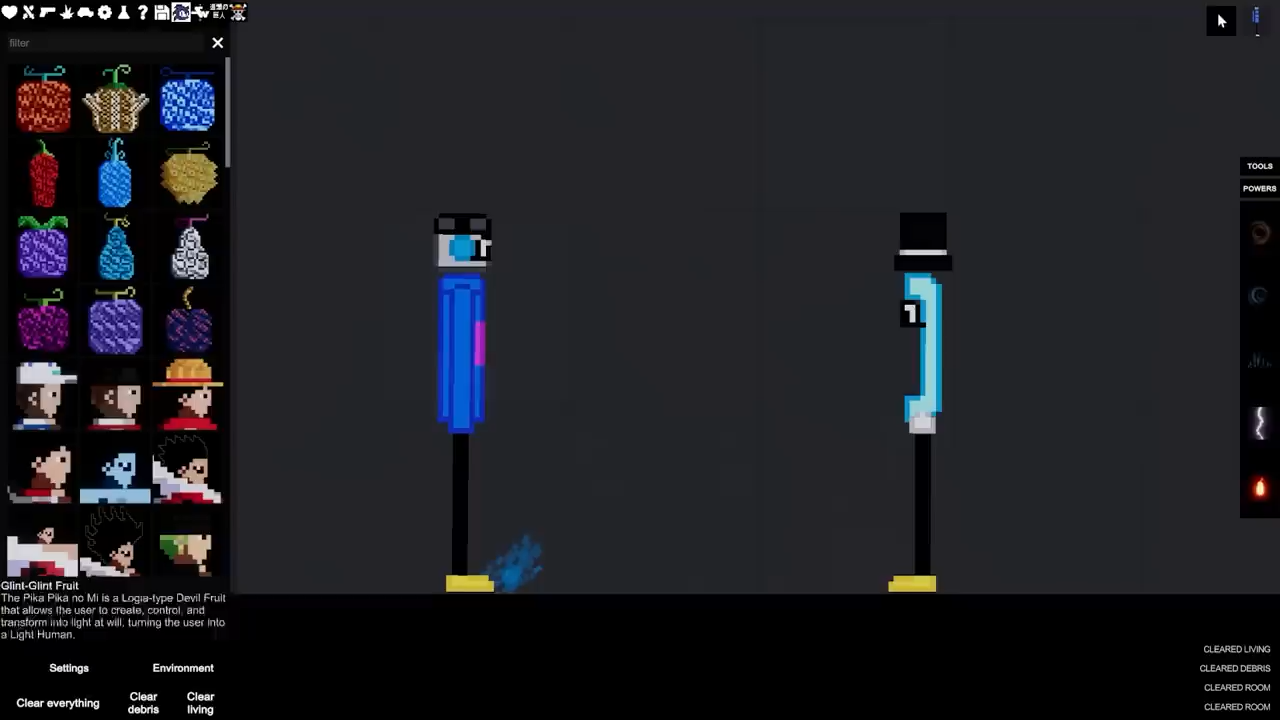 filter
TOOLS
POWERS
Glint-Glint Fruit
The Pika Pika no Mi is a Logia-type Devil Fruit
that allows the user to create, control, and
transform into light at will, turning the user into
a Light Human.
Settings
Environment
Clear everything
Clear
debris
Clear
living
CLEARED LIVING
CLEARED DEBRIS
CLEARED ROOM
CLEARED ROOM